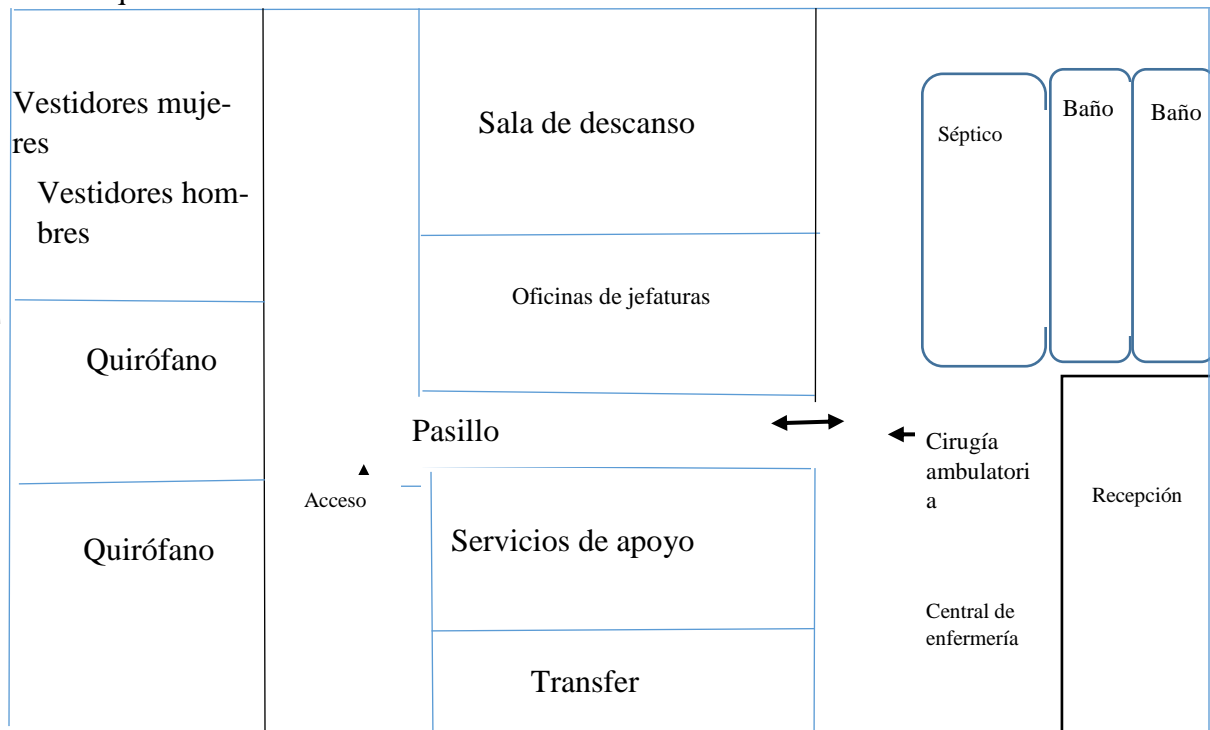 Vestidores muje-
res
Vestidores hom-
bres
Quirófano
Quirófano
Acceso
Sala de descanso
Oficinas de jefaturas
Pasillo
Servicios de apoyo
Transfer
Séptico
Baño
Baño
Cirugía
ambulatori
a
Central de
enfermería
Recepción